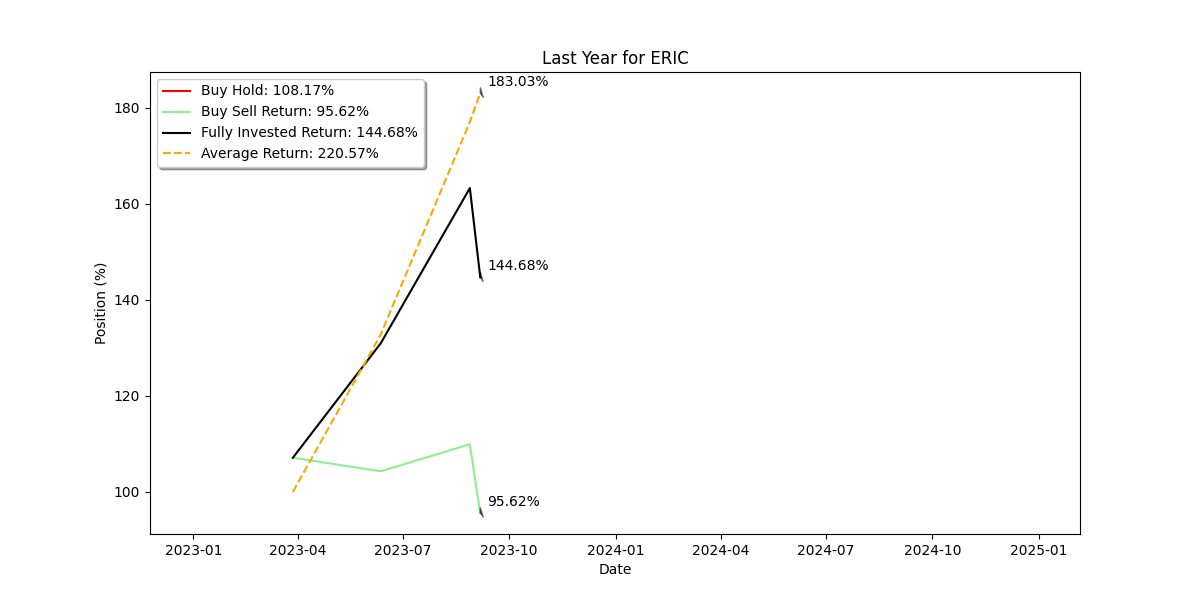 Last Year for ERIC
Buy Hold: 108.17%
Buy Sell Return: 95.62%
Fully Invested Return: 144.68%
Average Return: 220.57%
183.03%
144.68%
95.62%
180
160
140
120
100
Position (%)
2023-01 2023-04 2023-07 2023-10 2024-01 2024-04 2024-07 2024-10 2025-01
Date